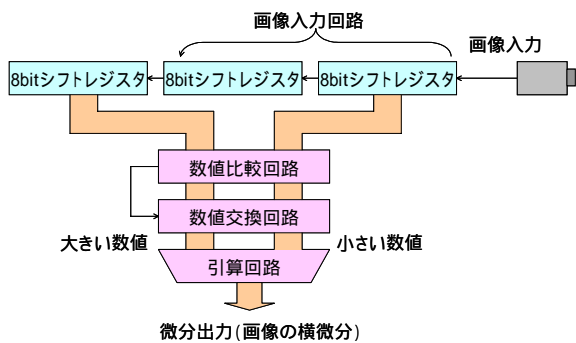 画像入力回路
画像入力
8bitシフトレジスタ
8bitシフトレジスタ
8bitシフトレジスタ
数値比較回路
数値交換回路
大きい数値
小さい数値
引算回路
微分出力(画像の横微分)